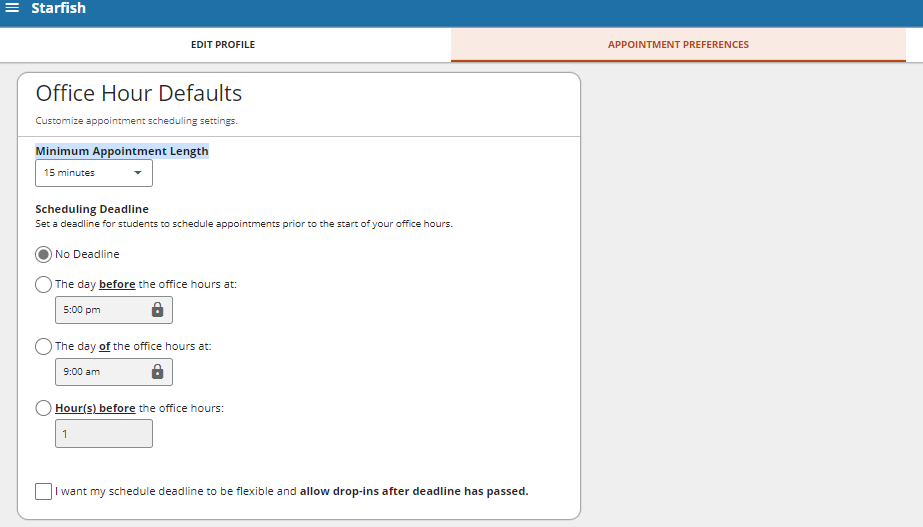 Starfish
EDIT PROFILE
APPOINTMENT PREFERENCES
Office Hour Defaults
Customize appointment scheduling settings.
Minimum Appointment Length
15 minutes
Scheduling Deadline
Set a deadline for students to schedule appointments prior to the start of your office hours.
No Deadline
The day before the office hours at:
5:00 pm
The day of the office hours at:
9:00 am
Hour(s) before the office hours:
1
I want my schedule deadline to be flexible and allow drop-ins after deadline has passed.